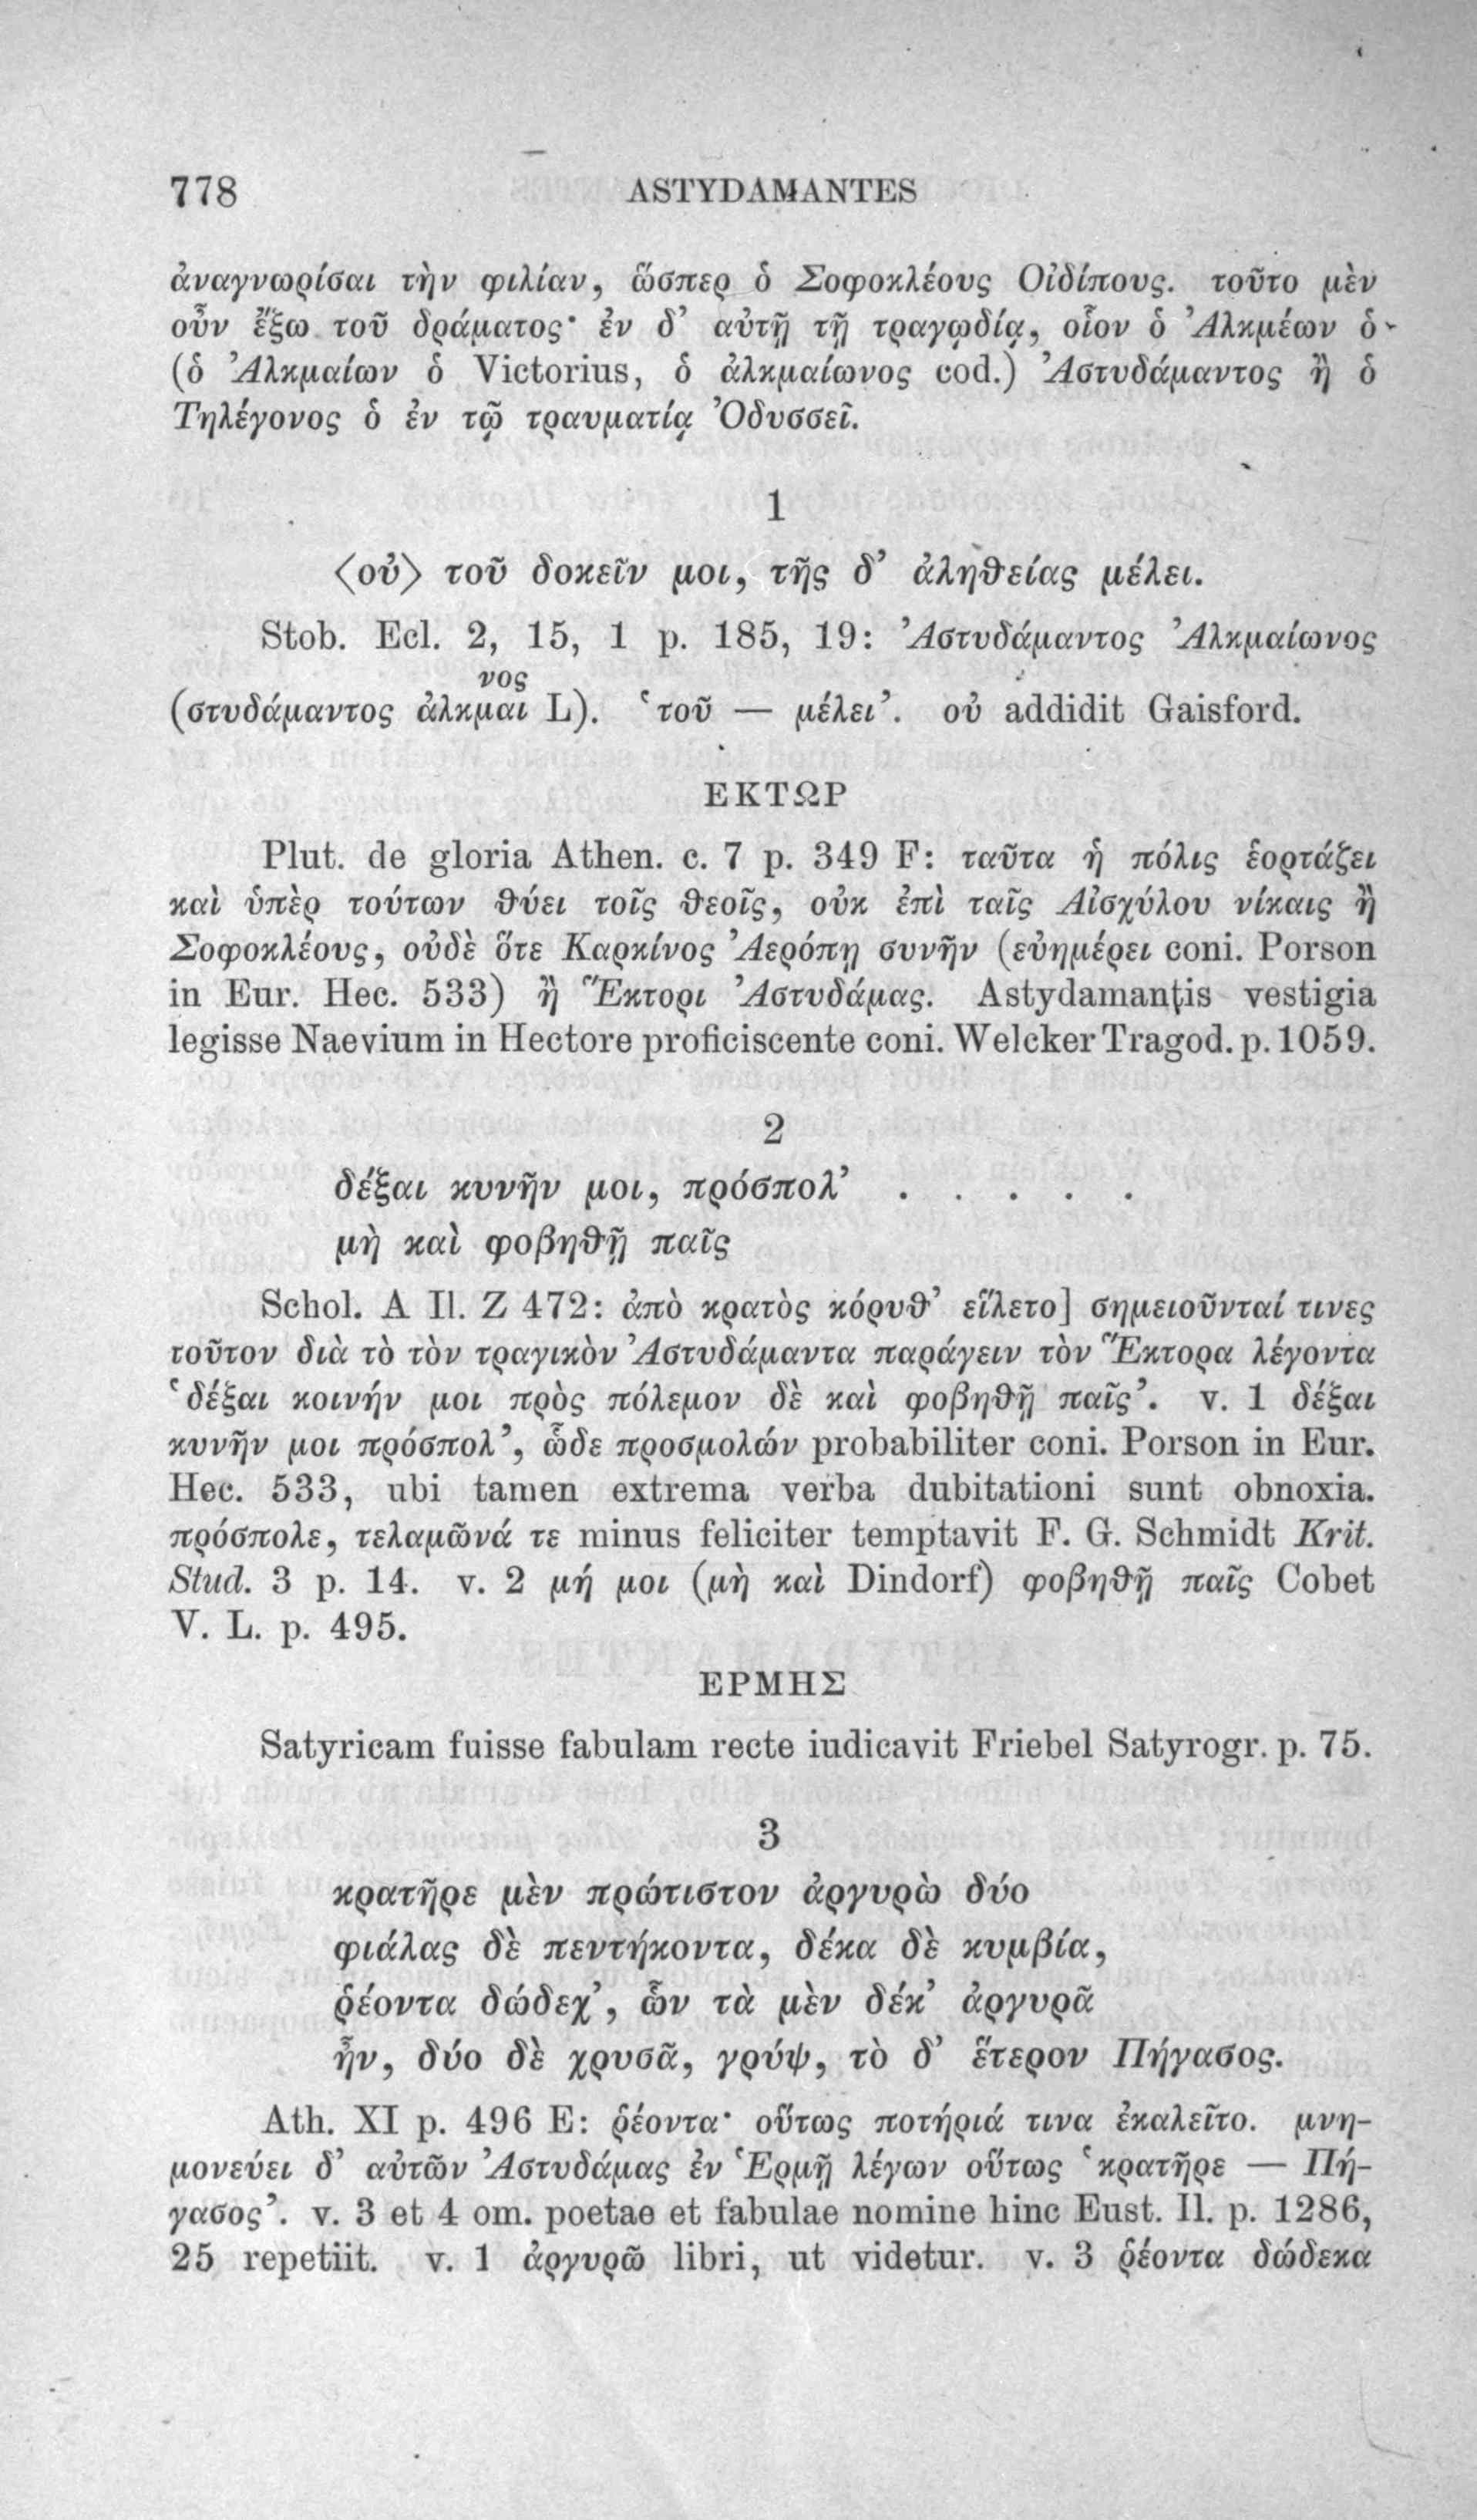 778 ASTYDAMANTES
ἀναγνωρίσαι τὴν φιλίαν, ὥσπερ ὁ Σοφοκλέους Οἰδίπους. τοῦτο μὲν
οὖν ἔξω τοῦ δράματος· ἐν δ’ αὐτῇ τῇ τραγῳδίᾳ, οἷον ὁ Ἀλκμέων ὁ
(ὁ Ἀλκμαίων ὁ Victorius, ὁ ἀλκμαίωνος cod.) Ἀστυδάμαντος ἢ ὁ
Τηλέγονος ὁ ἐν τῷ τραυματίᾳ Ὀδυσσεῖ.
1
⟨οὐ⟩ τοῦ δοκεῖν μοι, τῆς δ’ ἀληθείας μέλει.
Stob. Ecl. 2, 15, 1 p. 185, 19: Ἀστυδάμαντος Ἀλκμαίωνος
νος
(στυδάμαντος ἀλκμαι L). ‘τοῦ — μέλει’. οὐ addidit Gaisford.
ΕΚΤΩΡ
Plut. de gloria Athen. c. 7 p. 349 F: ταῦτα ἡ πόλις ἑορτάζει
καὶ ὑπὲρ τούτων θύει τοῖς θεοῖς, οὐκ ἐπὶ ταῖς Αἰσχύλου νίκαις ἢ
Σοφοκλέους, οὐδὲ ὅτε Καρκίνος Ἀερόπῃ συνῆν (εὐημέρει coni. Porson
in Eur. Hec. 533) ἢ Ἕκτορι Ἀστυδάμας. Astydamantis vestigia
legisse Naevium in Hectore proficiscente coni. Welcker Tragod. p. 1059.
2
δέξαι κυνῆν μοι, πρόσπολ’ . . . . .
μὴ καὶ φοβηθῇ παῖς
Schol. A Il. Z 472: ἀπὸ κρατὸς κόρυθ’ εἵλετο] σημειοῦνταί τινες
τοῦτον διὰ τὸ τὸν τραγικὸν Ἀστυδάμαντα παράγειν τὸν Ἕκτορα λέγοντα
‘δέξαι κοινήν μοι πρὸς πόλεμον δὲ καὶ φοβηθῇ παῖς’. v. 1 δέξαι
κυνῆν μοι πρόσπολ’, ὧδε προσμολών probabiliter coni. Porson in Eur.
Hec. 533, ubi tamen extrema verba dubitationi sunt obnoxia.
πρόσπολε, τελαμῶνά τε minus feliciter temptavit F. G. Schmidt Krit.
Stud. 3 p. 14. v. 2 μή μοι (μὴ καὶ Dindorf) φοβηθῇ παῖς Cobet
V. L. p. 495.
ΕΡΜΗΣ
Satyricam fuisse fabulam recte iudicavit Friebel Satyrogr. p. 75.
3
κρατῆρε μὲν πρώτιστον ἀργυρὼ δύο
φιάλας δὲ πεντήκοντα, δέκα δὲ κυμβία,
ῥέοντα δώδεχ’, ὧν τὰ μὲν δέκ’ ἀργυρᾶ
ἦν, δύο δὲ χρυσᾶ, γρύψ, τὸ δ’ ἕτερον Πήγασος.
Ath. XI p. 496 E: ῥέοντα· οὕτως ποτήριά τινα ἐκαλεῖτο. μνη-
μονεύει δ’ αὐτῶν Ἀστυδάμας ἐν Ἑρμῇ λέγων οὕτως ‘κρατῆρε — Πή-
γασος’. v. 3 et 4 om. poetae et fabulae nomine hinc Eust. Il. p. 1286,
25 repetiit. v. 1 ἀργυρῶ libri, ut videtur. v. 3 ῥέοντα δώδεκα